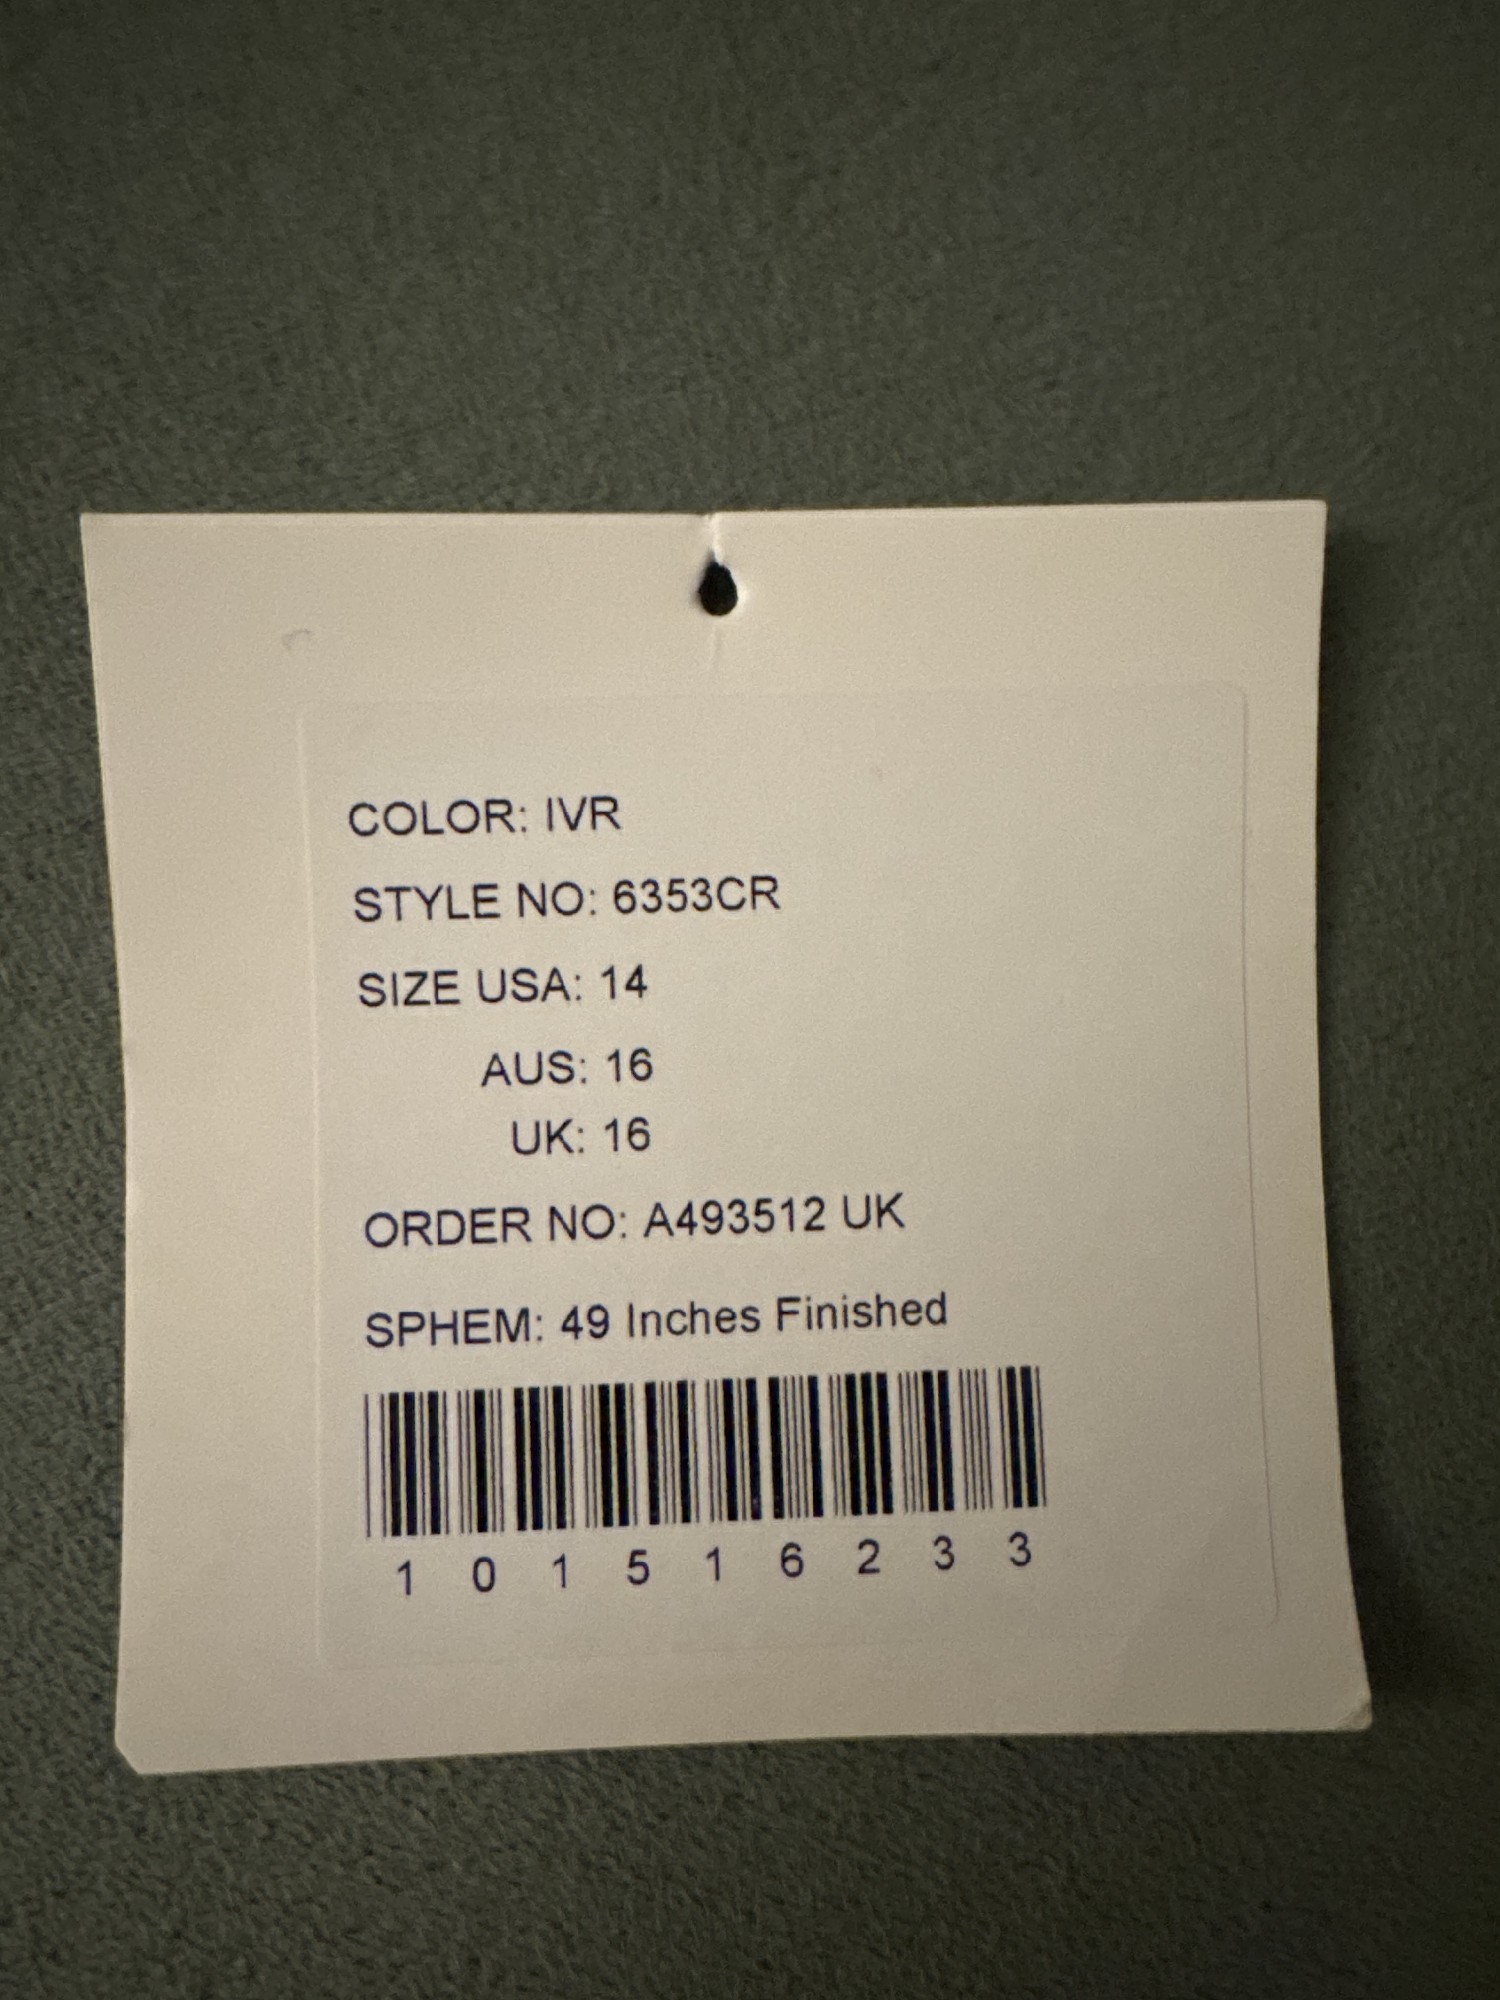 COLOR: IVR
STYLE NO: 6353CR
SIZE USA: 14
AUS: 16
UK: 16
ORDER NO: A493512 UK
SPHEM: 49 Inches Finished
1 0 1 5 1 6 2 3 3